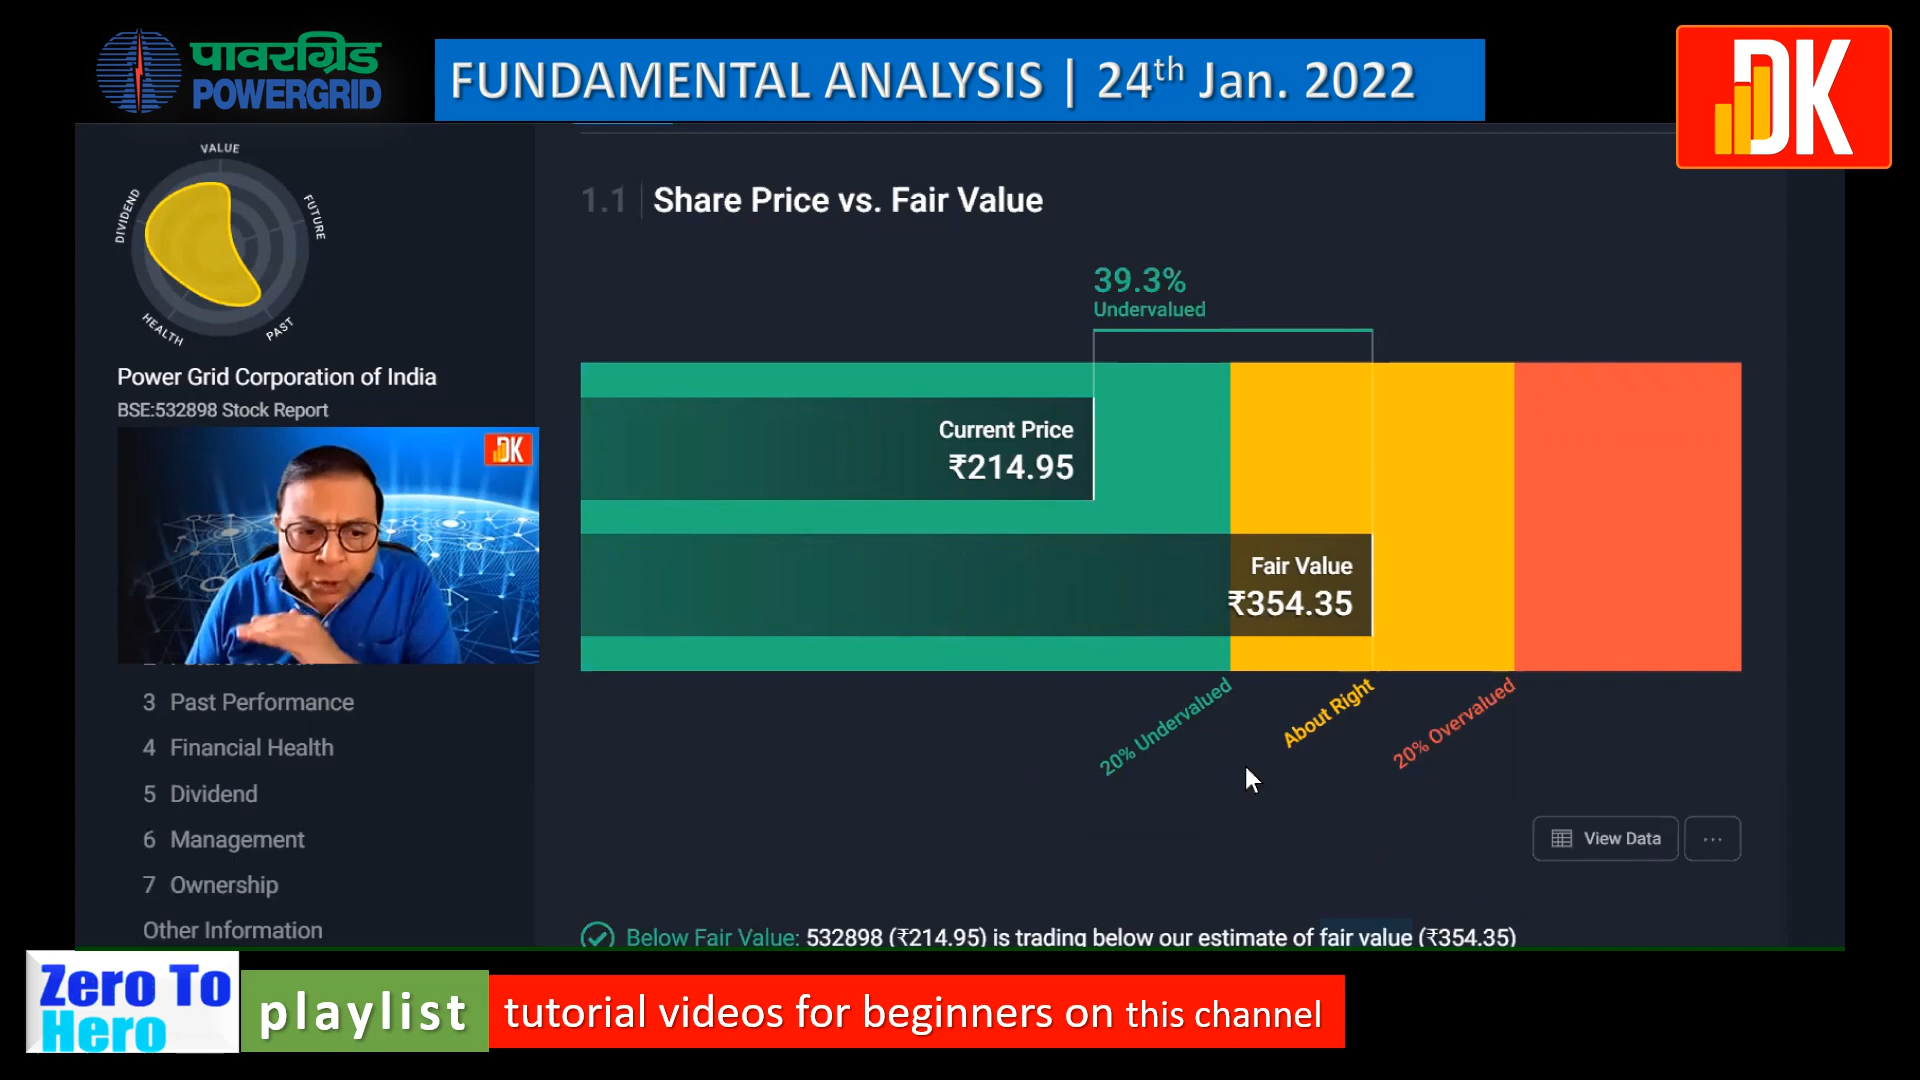 पावरग्रिड
POWERGRID
FUNDAMENTAL ANALYSIS | 24th Jan. 2022
DK
VALUE
FUTURE
PAST
HEALTH
DIVIDEND
Power Grid Corporation of India
BSE:532898 Stock Report
DK
3 Past Performance
4 Financial Health
5 Dividend
6 Management
7 Ownership
Other Information
1.1 Share Price vs. Fair Value
39.3%
Undervalued
Current Price
₹214.95
Fair Value
₹354.35
20% Undervalued
About Right
20% Overvalued
View Data
...
Below Fair Value: 532898 (₹214.95) is trading below our estimate of fair value (₹354.35)
Zero To
Hero
playlist
tutorial videos for beginners on this channel